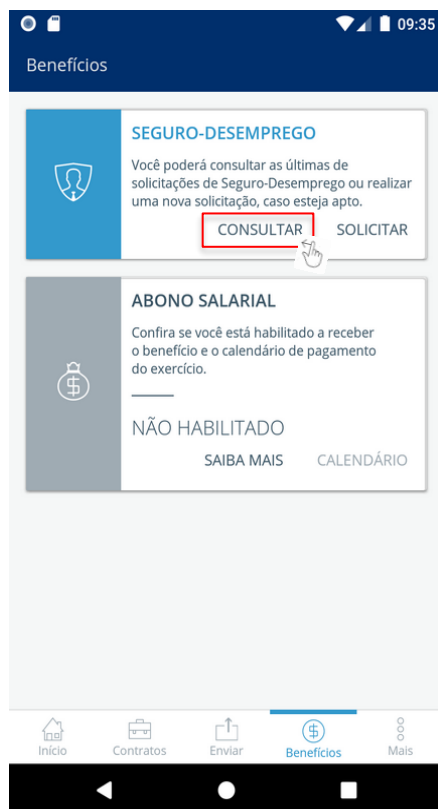 09:35
Benefícios
SEGURO-DESEMPREGO
Você poderá consultar as últimas de
solicitações de Seguro-Desemprego ou realizar
uma nova solicitação, caso esteja apto.
CONSULTAR SOLICITAR
ABONO SALARIAL
Confira se você está habilitado a receber
o benefício e o calendário de pagamento
do exercício.
NÃO HABILITADO
SAIBA MAIS CALENDÁRIO
Início Contratos Enviar Benefícios Mais